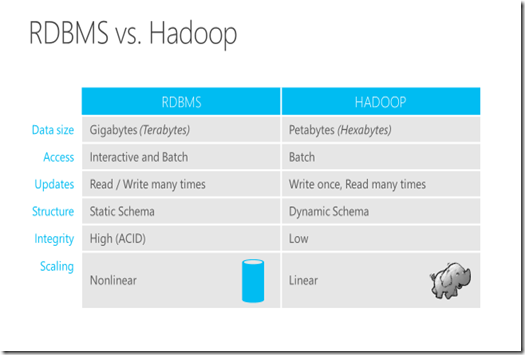 RDBMS vs. Hadoop
RDBMS HADOOP
Data size Gigabytes (Terabytes) Petabytes (Hexabytes)
Access Interactive and Batch Batch
Updates Read / Write many times Write once, Read many times
Structure Static Schema Dynamic Schema
Integrity High (ACID) Low
Scaling
Nonlinear Linear